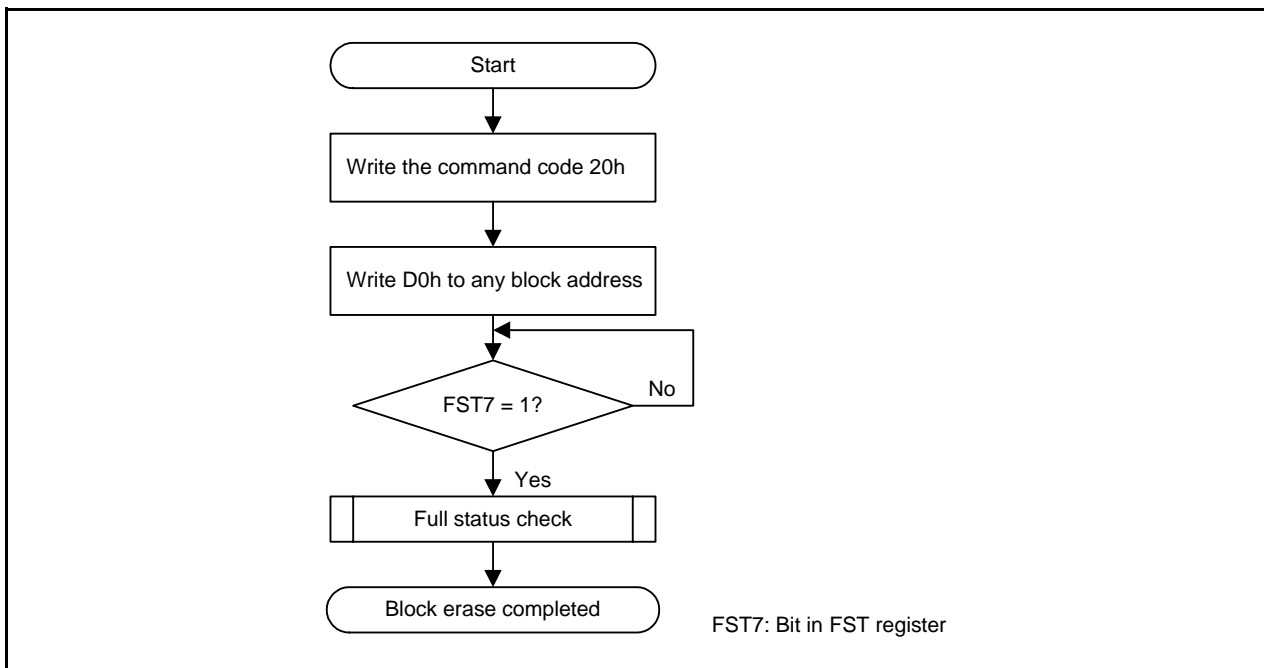 Start
Write the command code 20h
Write D0h to any block address
FST7 = 1?
No
Yes
Full status check
Block erase completed
FST7: Bit in FST register